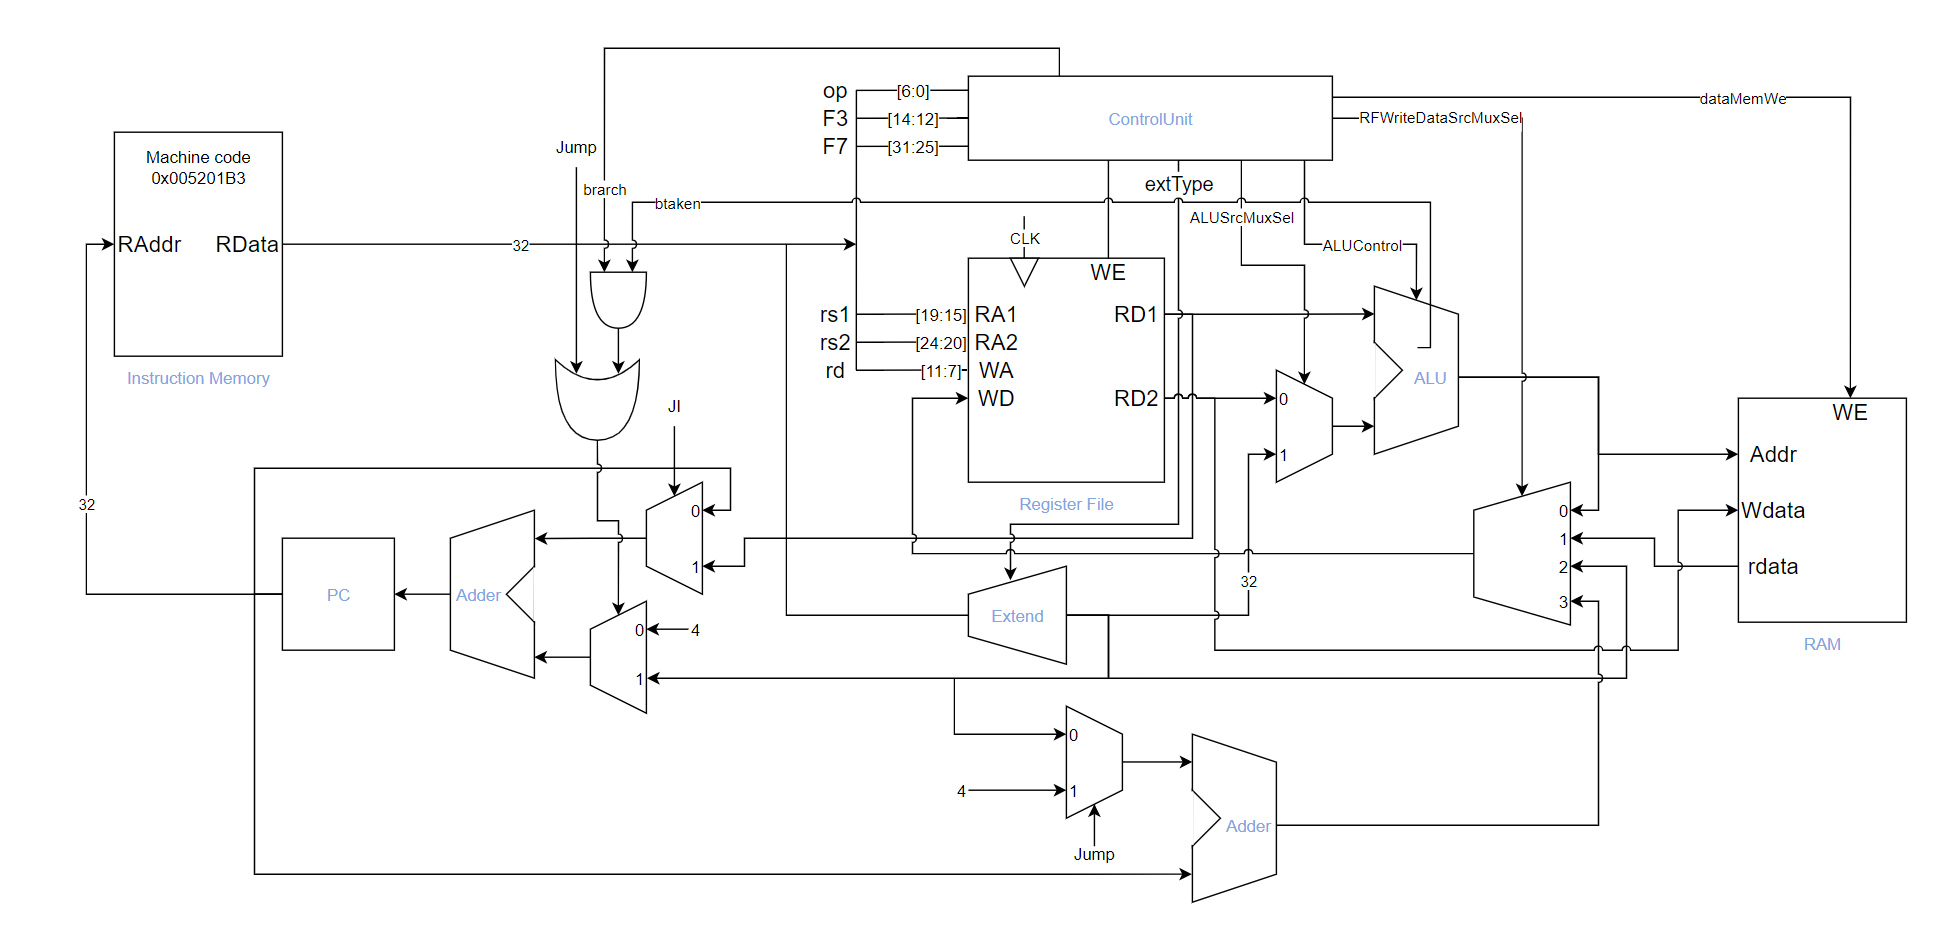 op
[6:0]
dataMemWe
F3
[14:12]
ControlUnit
RFWriteDataSrcMuxSel
F7
[31:25]
Jump
Machine code
0x005201B3
extType
brarch
btaken
ALUSrcMuxSel
RAddr
RData
32
CLK
ALUControl
WE
rs1
[19:15]
RA1
RD1
rs2
[24:20]
RA2
rd
[11:7]
WA
WD
RD2
0
1
ALU
Instruction Memory
JI
WE
Addr
Wdata
rdata
RAM
Register File
32
0
1
0
1
2
3
PC
Adder
32
Extend
0
4
1
0
4
1
Jump
Adder